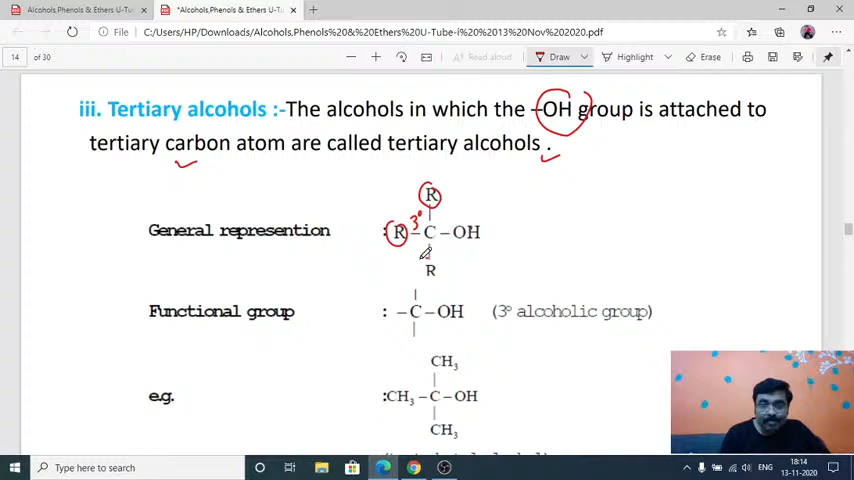 Alcohols,Phenols & Ethers U-Tub
*Alcohols,Phenols & Ethers U-Tu
File
C:/Users/HP/Downloads/Alcohols,Phenols%20&%20Ethers%20U-Tube-i%20%2013%20Nov%202020.pdf
14 of 30
Read aloud
Draw
Highlight
Erase
iii. Tertiary alcohols :-The alcohols in which the –OH group is attached to
tertiary carbon atom are called tertiary alcohols .
R
3°
General represention : R – C – OH
R
Functional group : – C – OH (3° alcoholic group)
CH3
e.g. :CH3 – C – OH
CH3
Type here to search
ENG
18:14
13-11-2020